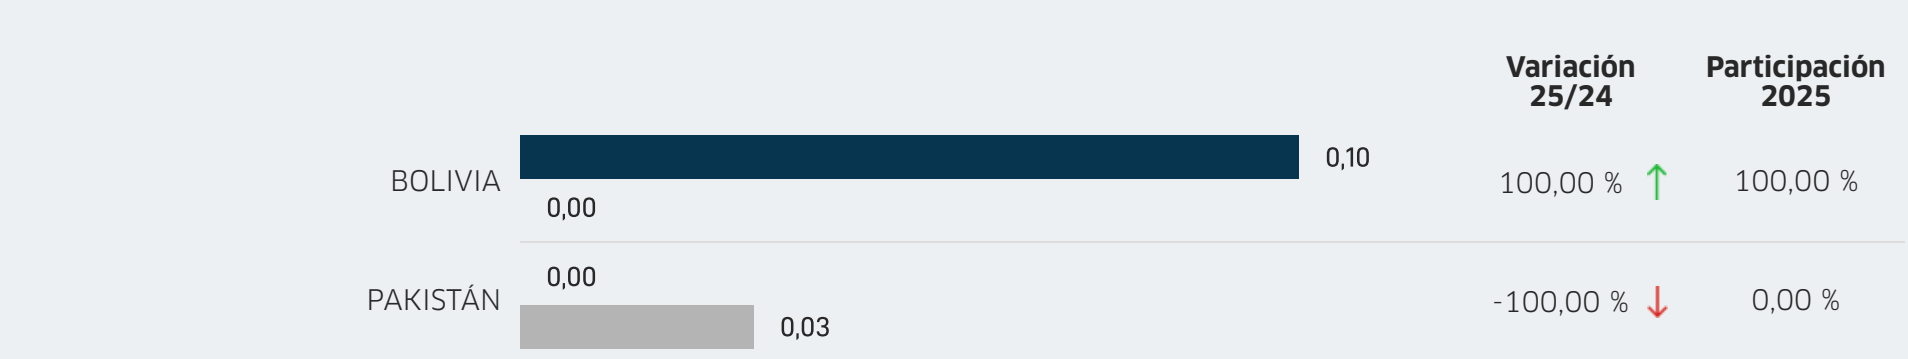 Variación Participación
25/24 2025
0,10
BOLIVIA 100,00 % 100,00 %
0,00
0,00
PAKISTÁN -100,00 % 0,00 %
0,03